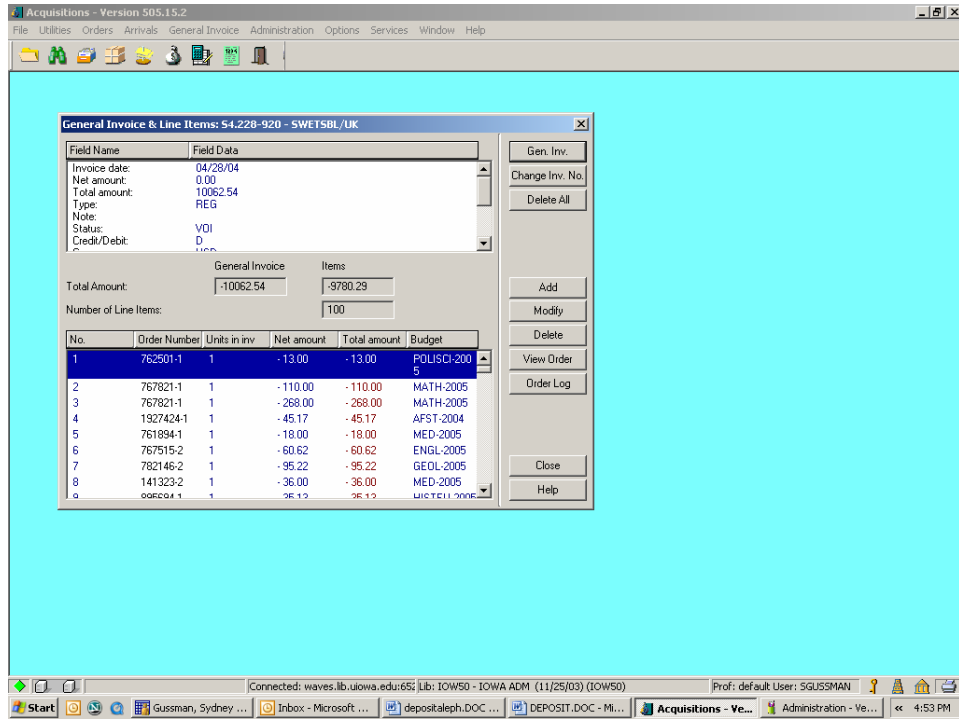 Acquisitions - Version 505.15.2
File Utilities Orders Arrivals General Invoice Administration Options Services Window Help
General Invoice & Line Items: S4.228-920 - SWETSBL/UK
Field Name Field Data
Invoice date: 04/28/04
Net amount: 0.00
Total amount: 10062.54
Type: REG
Note:
Status: VOI
Credit/Debit: D
General Invoice Items
Total Amount: -10062.54 -9780.29
Number of Line Items: 100
No. Order Number Units in inv Net amount Total amount Budget
1 762501-1 1 - 13.00 - 13.00 POLISCI-200
5
2 767821-1 1 - 110.00 - 110.00 MATH-2005
3 767821-1 1 - 268.00 - 268.00 MATH-2005
4 1927424-1 1 - 45.17 - 45.17 AFST-2004
5 761894-1 1 - 18.00 - 18.00 MED-2005
6 767515-2 1 - 60.62 - 60.62 ENGL-2005
7 782146-2 1 - 95.22 - 95.22 GEOL-2005
8 141323-2 1 - 36.00 - 36.00 MED-2005
Gen. Inv.
Change Inv. No.
Delete All
Add
Modify
Delete
View Order
Order Log
Close
Help
Connected: waves.lib.uiowa.edu:652 Lib: IOW50 - IOWA ADM (11/25/03) (IOW50) Prof: default User: SGUSSMAN
Start Gussman, Sydney ... Inbox - Microsoft ... depositaleph.DOC ... DEPOSIT.DOC - Mi... Acquisitions - Ve... Administration - Ve... « 4:53 PM